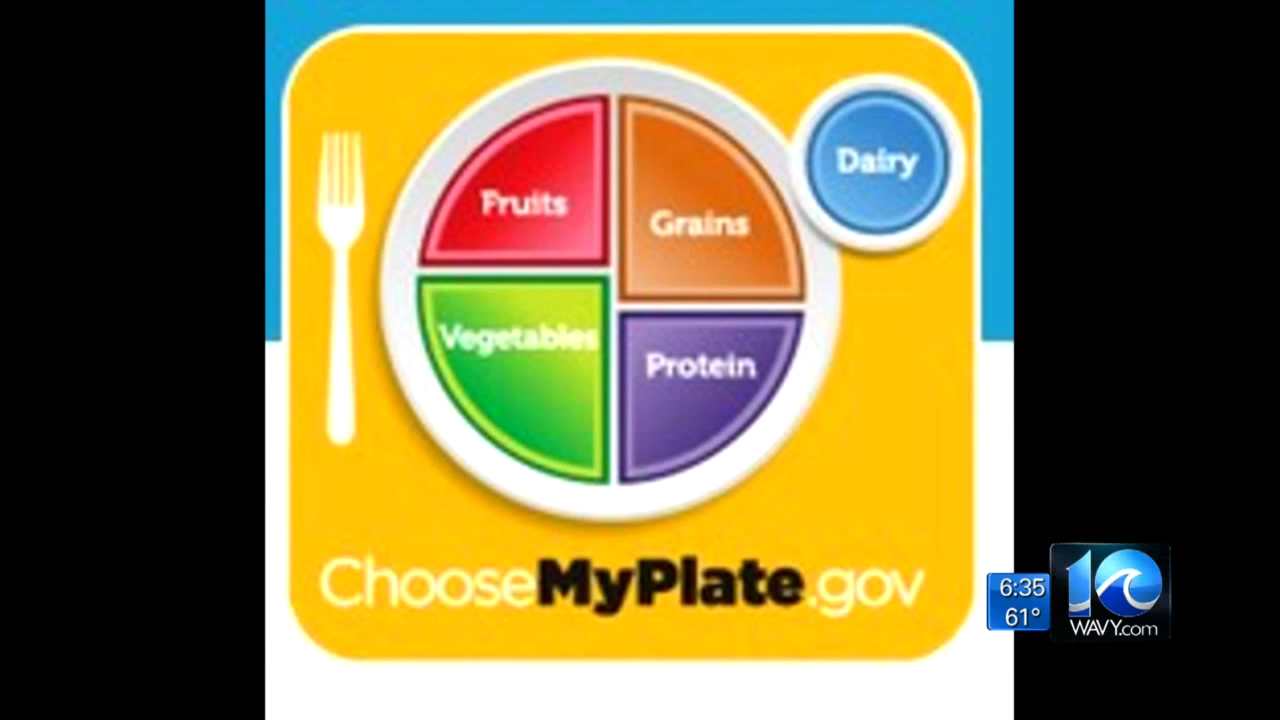 Fruits
Grains
Dairy
Vegetables
Protein
ChooseMyPlate.gov
6:35
61°
10
WAVY.com